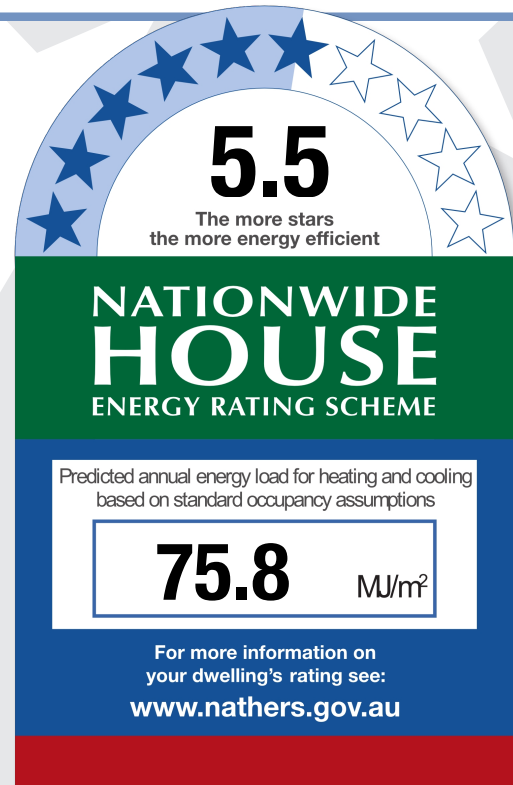 5.5
The more stars
the more energy efficient
NATIONWIDE
HOUSE
ENERGY RATING SCHEME
Predicted annual energy load for heating and cooling
based on standard occupancy assumptions
75.8 MJ/m²
For more information on
your dwelling's rating see:
www.nathers.gov.au